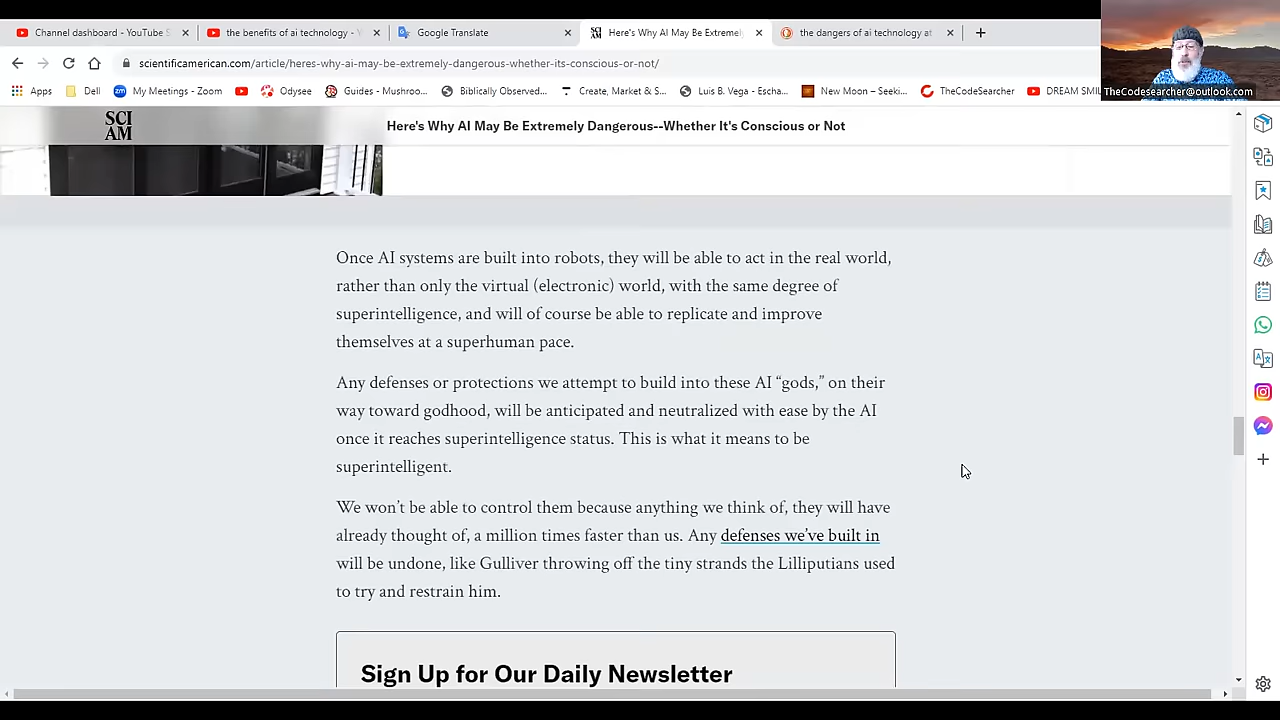 Channel dashboard - YouTube S
the benefits of ai technology -
Google Translate
Here's Why AI May Be Extremel
the dangers of ai technology at
scientificamerican.com/article/heres-why-ai-may-be-extremely-dangerous-whether-its-conscious-or-not/
TheCodesearcher@outlook.com
Apps
Dell
My Meetings - Zoom
Odysee
Guides - Mushroo...
Biblically Observed...
Create, Market & S...
Luis B. Vega - Escha...
New Moon – Seeki...
TheCodeSearcher
DREAM SMIL
SCI
AM
Here's Why AI May Be Extremely Dangerous--Whether It's Conscious or Not
Once AI systems are built into robots, they will be able to act in the real world,
rather than only the virtual (electronic) world, with the same degree of
superintelligence, and will of course be able to replicate and improve
themselves at a superhuman pace.
Any defenses or protections we attempt to build into these AI “gods,” on their
way toward godhood, will be anticipated and neutralized with ease by the AI
once it reaches superintelligence status. This is what it means to be
superintelligent.
We won’t be able to control them because anything we think of, they will have
already thought of, a million times faster than us. Any defenses we’ve built in
will be undone, like Gulliver throwing off the tiny strands the Lilliputians used
to try and restrain him.
Sign Up for Our Daily Newsletter